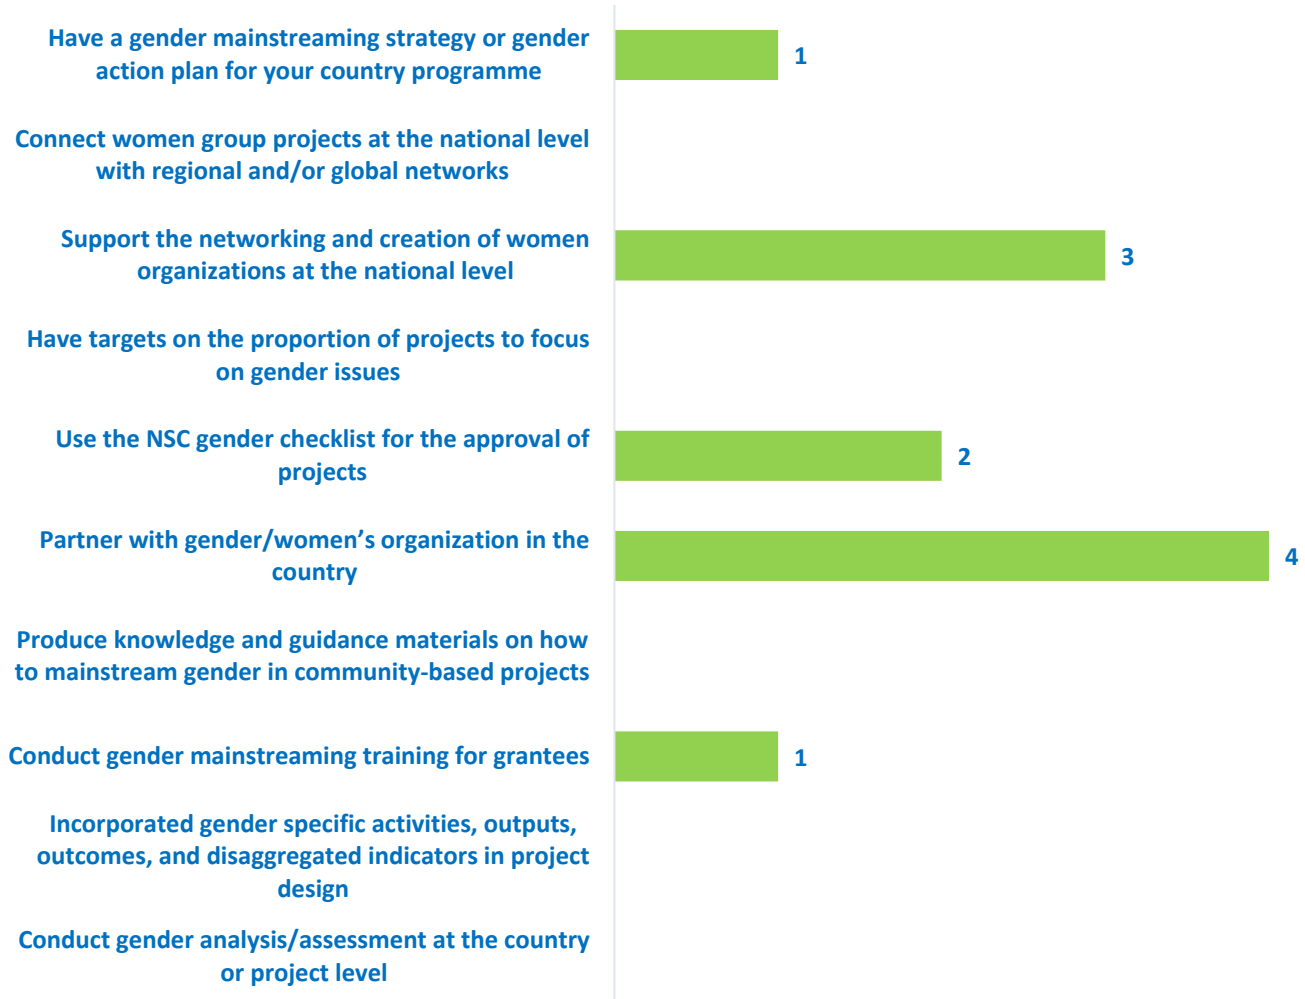 Have a gender mainstreaming strategy or gender
action plan for your country programme
1
Connect women group projects at the national level
with regional and/or global networks
Support the networking and creation of women
organizations at the national level
3
Have targets on the proportion of projects to focus
on gender issues
Use the NSC gender checklist for the approval of
projects
2
Partner with gender/women’s organization in the
country
4
Produce knowledge and guidance materials on how
to mainstream gender in community-based projects
Conduct gender mainstreaming training for grantees
1
Incorporated gender specific activities, outputs,
outcomes, and disaggregated indicators in project
design
Conduct gender analysis/assessment at the country
or project level